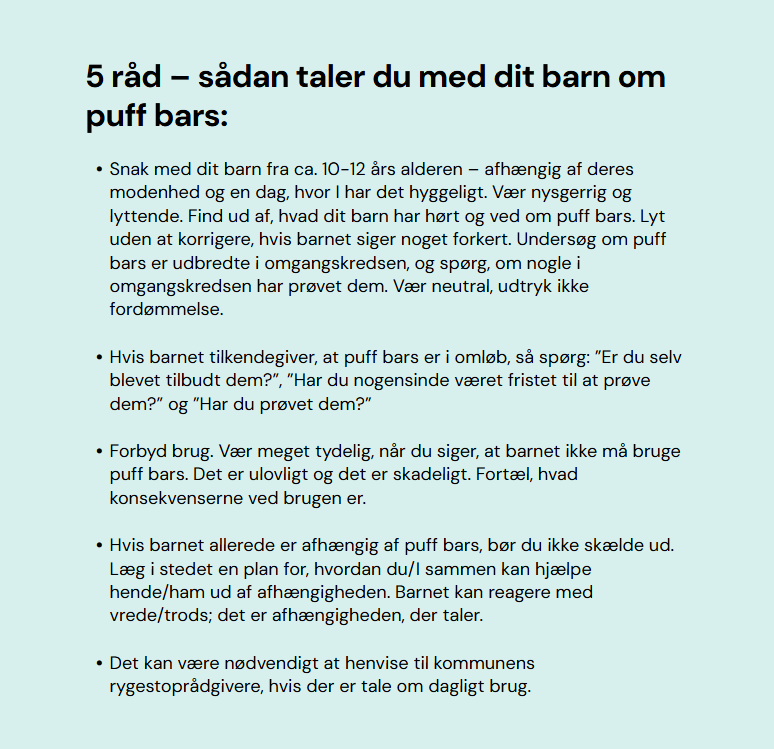 5 råd – sådan taler du med dit barn om
puff bars:
• Snak med dit barn fra ca. 10-12 års alderen – afhængig af deres
modenhed og en dag, hvor I har det hyggeligt. Vær nysgerrig og
lyttende. Find ud af, hvad dit barn har hørt og ved om puff bars. Lyt
uden at korrigere, hvis barnet siger noget forkert. Undersøg om puff
bars er udbredte i omgangskredsen, og spørg, om nogle i
omgangskredsen har prøvet dem. Vær neutral, udtryk ikke
fordømmelse.
• Hvis barnet tilkendegiver, at puff bars er i omløb, så spørg: ”Er du selv
blevet tilbudt dem?”, ”Har du nogensinde været fristet til at prøve
dem?” og ”Har du prøvet dem?”
• Forbyd brug. Vær meget tydelig, når du siger, at barnet ikke må bruge
puff bars. Det er ulovligt og det er skadeligt. Fortæl, hvad
konsekvenserne ved brugen er.
• Hvis barnet allerede er afhængig af puff bars, bør du ikke skælde ud.
Læg i stedet en plan for, hvordan du/I sammen kan hjælpe
hende/ham ud af afhængigheden. Barnet kan reagere med
vrede/trods; det er afhængigheden, der taler.
• Det kan være nødvendigt at henvise til kommunens
rygestoprådgivere, hvis der er tale om dagligt brug.